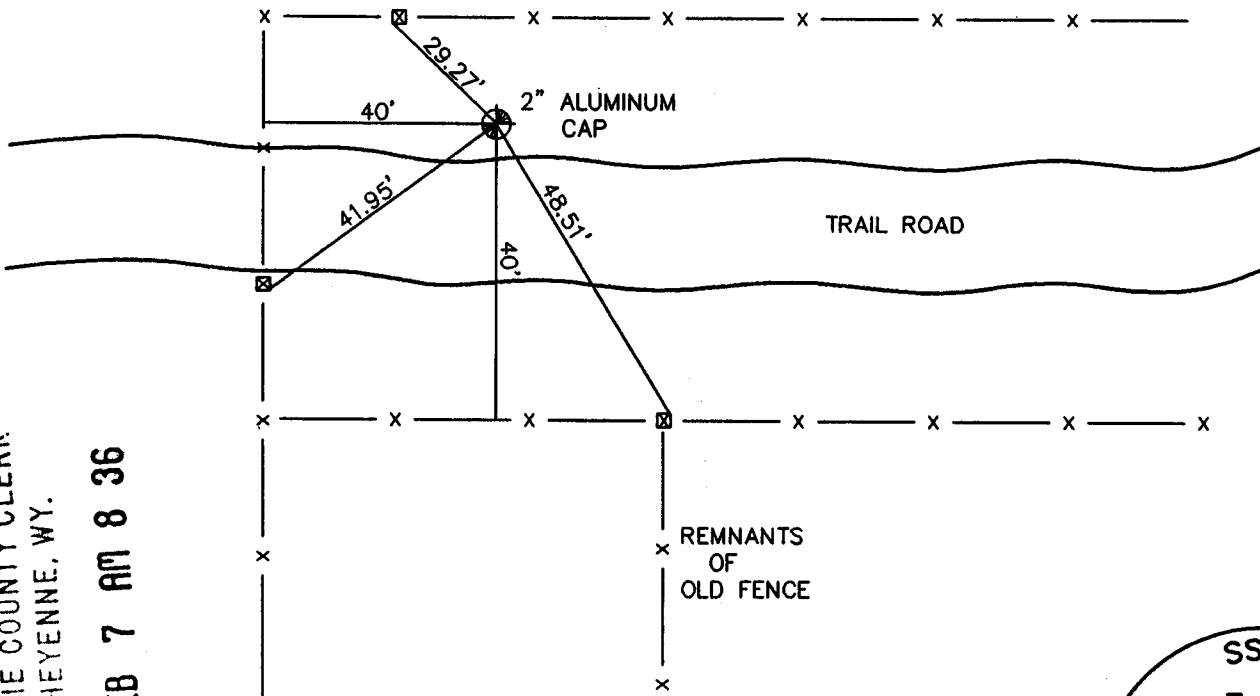 29.27'
2" ALUMINUM
CAP
40'
41.95'
48.51'
40'
TRAIL ROAD
REMNANTS
OF
OLD FENCE
COUNTY CLERK
WY.
7 AM 8 36
SS